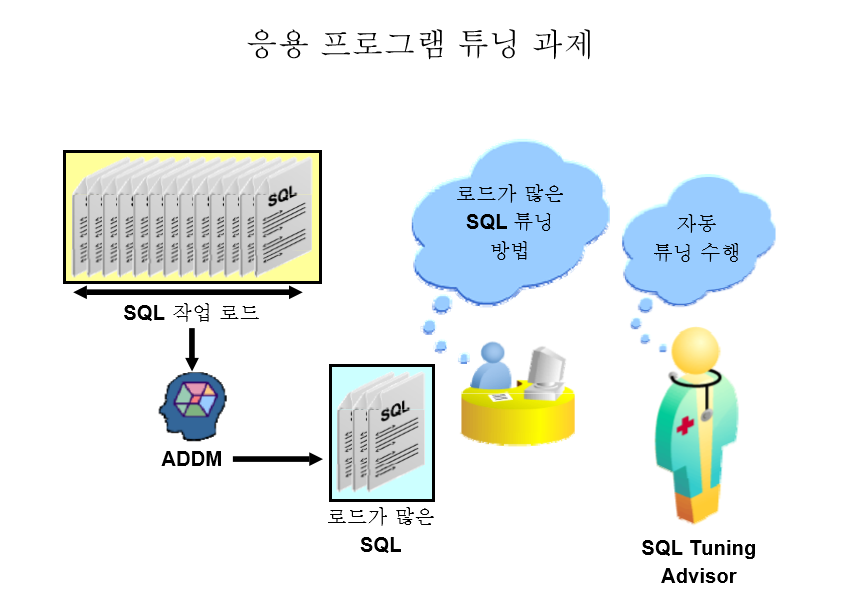 응용 프로그램 튜닝 과제
SQL
로드가 많은
SQL 튜닝
방법
자동
튜닝 수행
SQL 작업 로드
ADDM
SQL
로드가 많은
SQL
SQL Tuning
Advisor